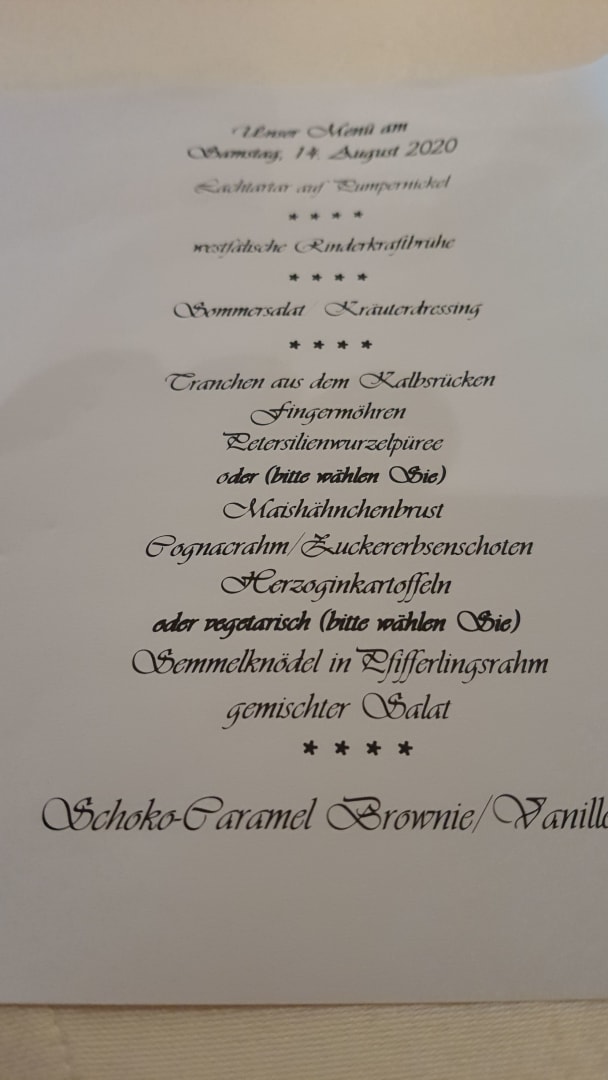 Unser Menü am
Samstag, 14. August 2020
Lachtartar auf Pumpernickel
* * * *
westfälische Rinderkraftbrühe
* * * *
Sommersalat / Kräuterdressing
* * * *
Tranchen aus dem Kalbsrücken
Fingermöhren
Petersilienwurzelpüree
oder (bitte wählen Sie)
Maishähnchenbrust
Cognacrahm/Zuckererbsenschoten
Herzoginkartoffeln
oder vegetarisch (bitte wählen Sie)
Semmelknödel in Pfifferlingsrahm
gemischter Salat
* * * *
Schoko-Caramel Brownie/